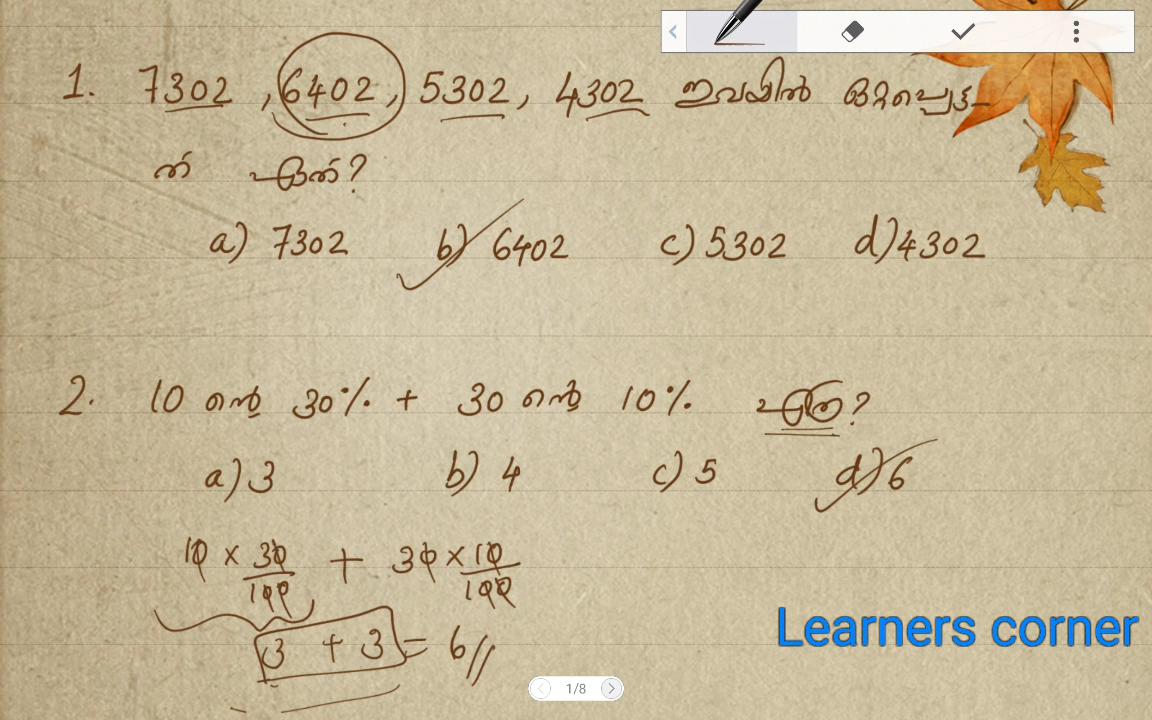 1. 7302 , 6402 , 5302 , 4302 ഇവയിൽ ഒറ്റപ്പെട്ട-
ത് ഏത് ?
a) 7302 b) 6402 c) 5302 d) 4302
2. 10 ന്റെ 30% + 30 ന്റെ 10% എത്ര ?
a) 3 b) 4 c) 5 d) 6
10 × 30/100 + 30 × 10/100
3 + 3 = 6//
Learners corner
1/8